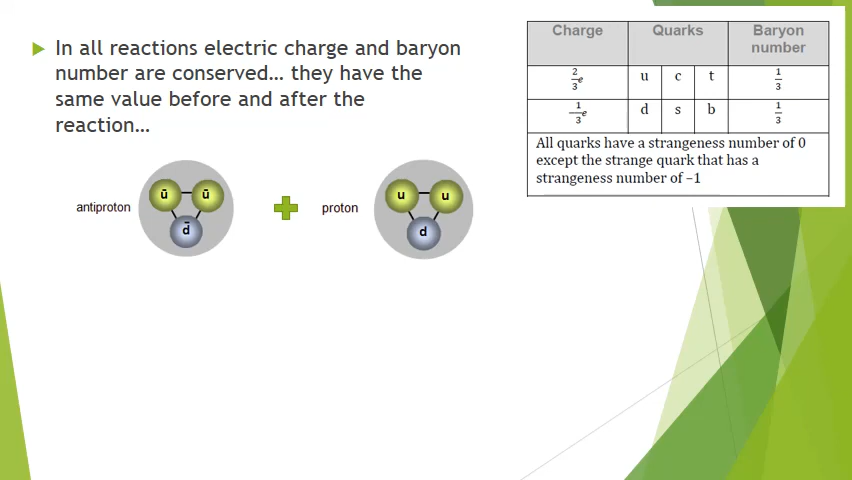 In all reactions electric charge and baryon
number are conserved… they have the
same value before and after the
reaction…
Charge Quarks Baryon number
2/3 e u c t 1/3
-1/3 e d s b 1/3
All quarks have a strangeness number of 0
except the strange quark that has a
strangeness number of –1
antiproton
ū ū
d̄
proton
u u
d